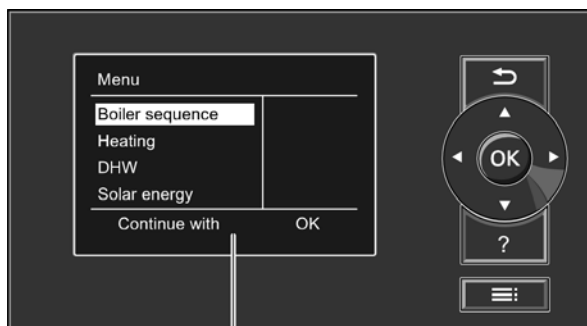 Menu
Boiler sequence
Heating
DHW
Solar energy
Continue with OK
OK
?